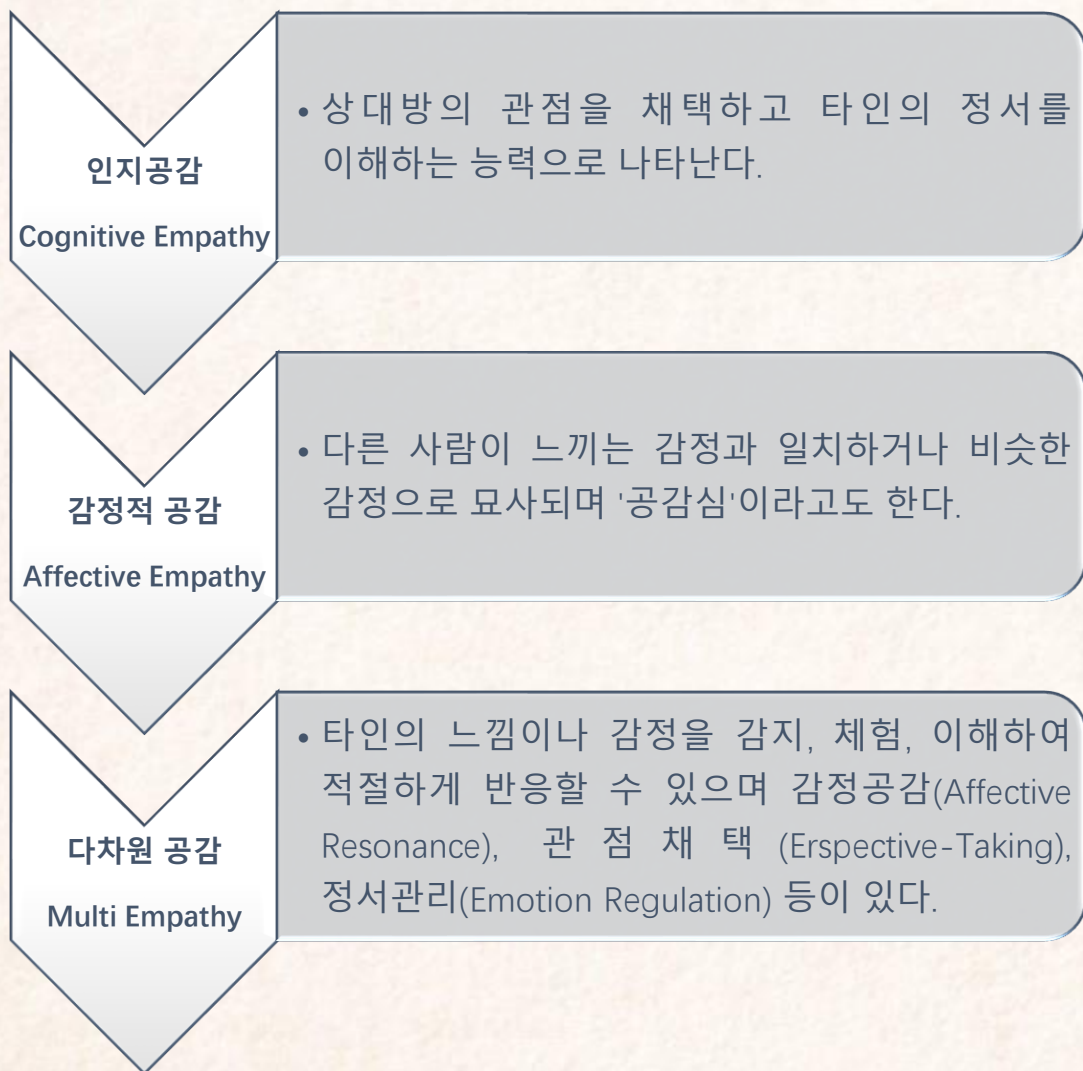 인지공감
Cognitive Empathy
• 상대방의 관점을 채택하고 타인의 정서를
이해하는 능력으로 나타난다.
감정적 공감
Affective Empathy
• 다른 사람이 느끼는 감정과 일치하거나 비슷한
감정으로 묘사되며 '공감심'이라고도 한다.
다차원 공감
Multi Empathy
• 타인의 느낌이나 감정을 감지, 체험, 이해하여
적절하게 반응할 수 있으며 감정공감(Affective
Resonance), 관점채택(Erspective-Taking),
정서관리(Emotion Regulation) 등이 있다.